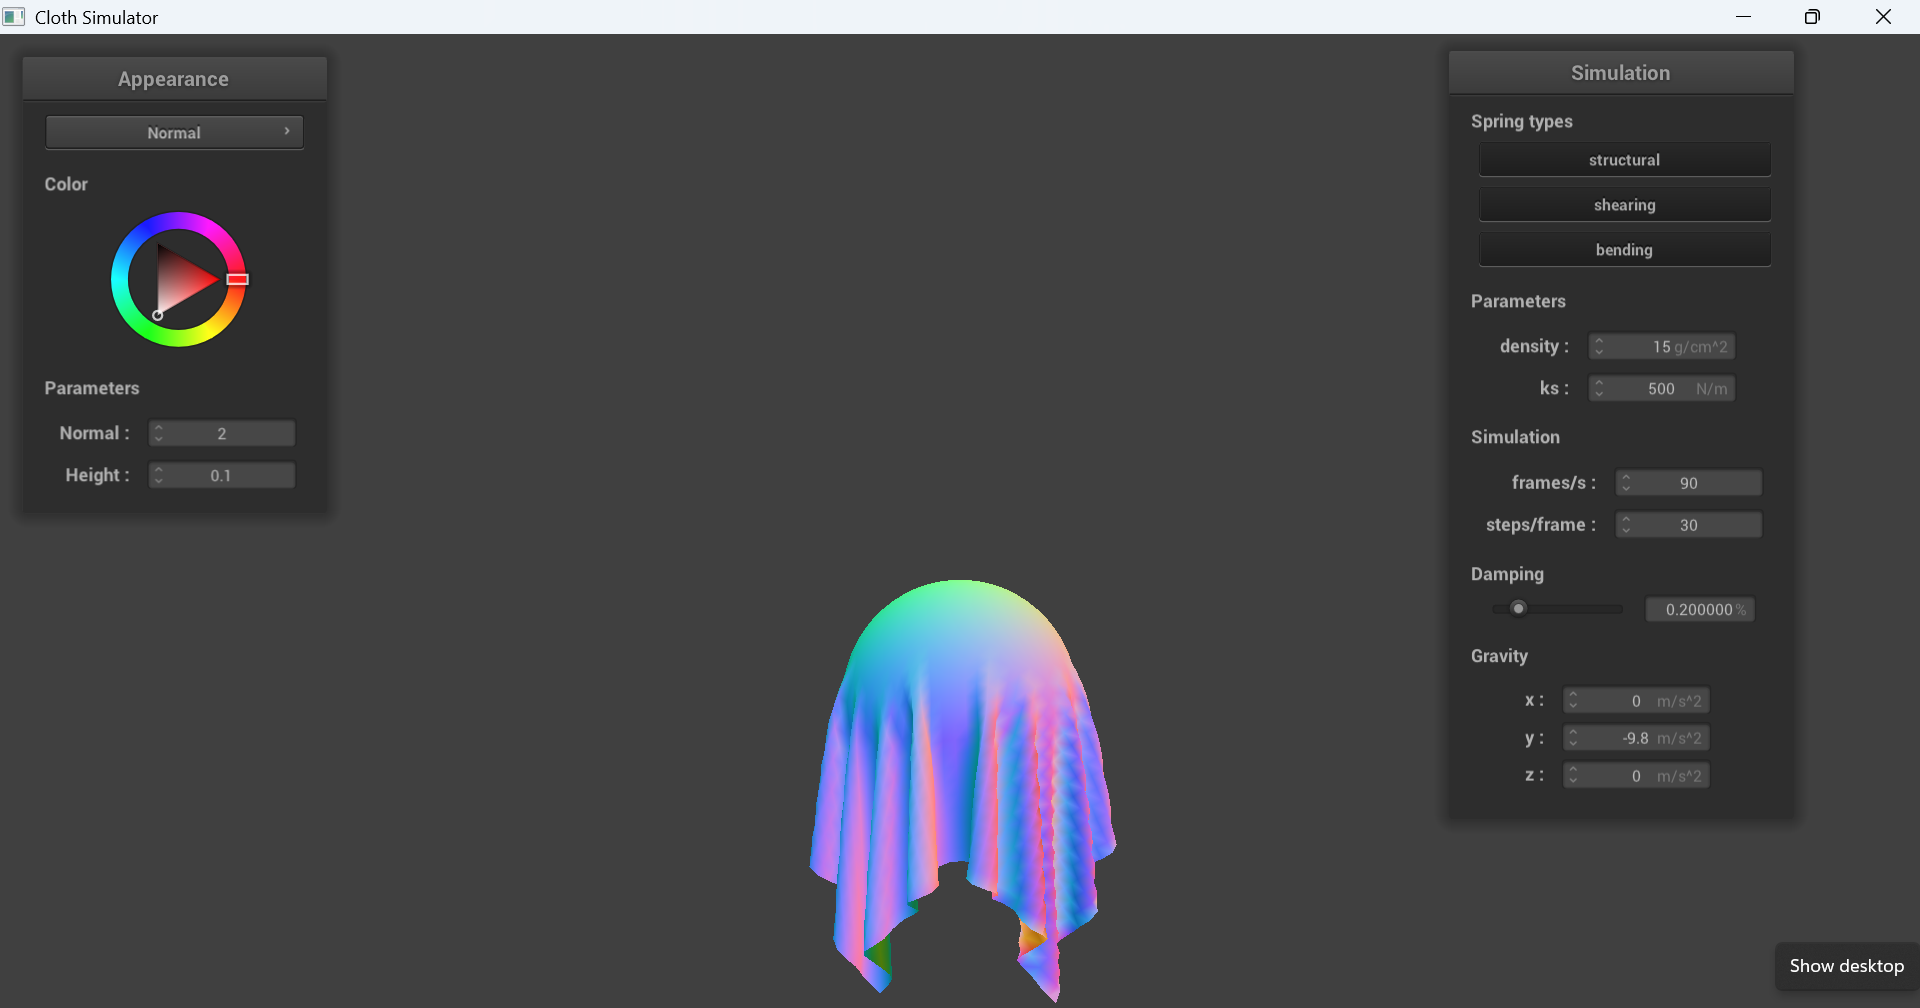 Cloth Simulator
Appearance
Normal
Color
Parameters
Normal : 2
Height : 0.1
Simulation
Spring types
structural
shearing
bending
Parameters
density : 15 g/cm^2
ks : 500 N/m
Simulation
frames/s : 90
steps/frame : 30
Damping
0.200000 %
Gravity
x : 0 m/s^2
y : -9.8 m/s^2
z : 0 m/s^2
Show desktop